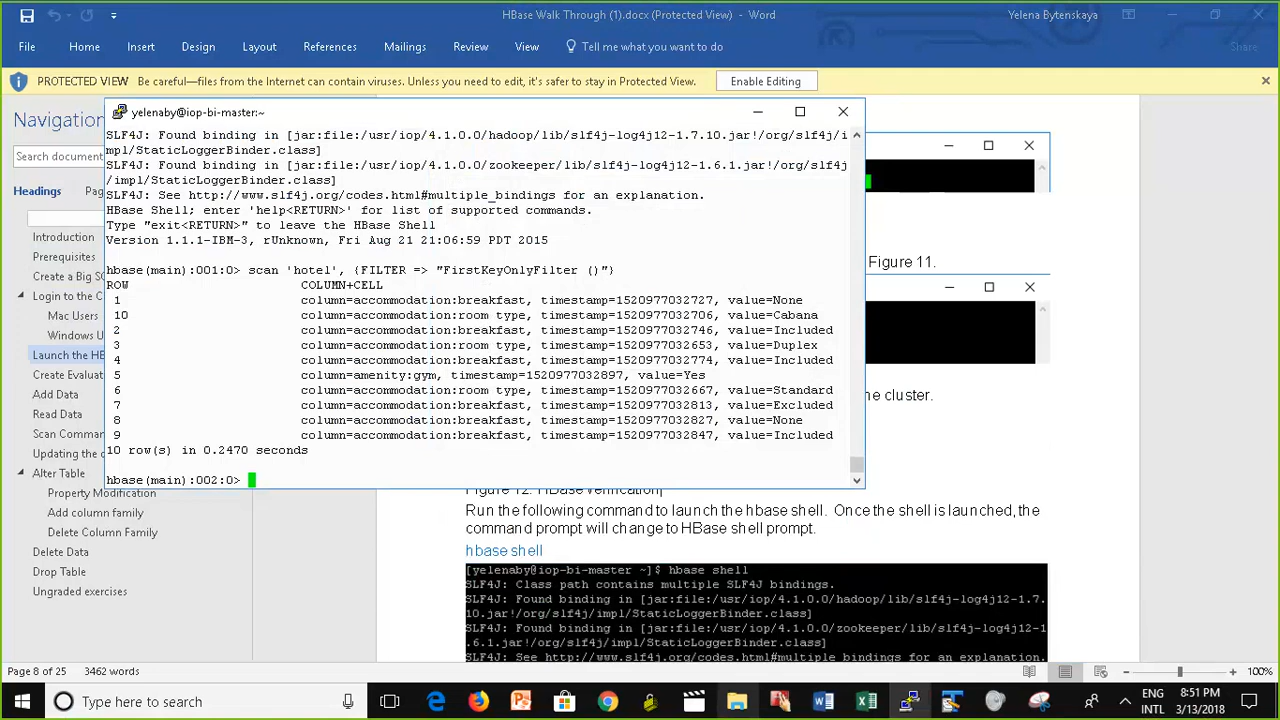 HBase Walk Through (1).docx (Protected View) - Word
Yelena Bytenskaya
File Home Insert Design Layout References Mailings Review View Tell me what you want to do Share
PROTECTED VIEW Be careful—files from the Internet can contain viruses. Unless you need to edit, it's safer to stay in Protected View. Enable Editing
Navigation
Search document
Headings Pa
Introduction
Prerequisites
Create a Big SQ
Login to the C
Mac Users
Windows U
Launch the HB
Create Evaluat
Add Data
Read Data
Scan Comman
Updating the c
Alter Table
Property Modification
Add column family
Delete Column Family
Delete Data
Drop Table
Ungraded exercises
yelenaby@iop-bi-master:~
SLF4J: Found binding in [jar:file:/usr/iop/4.1.0.0/hadoop/lib/slf4j-log4j12-1.7.10.jar!/org/slf4j/i
mpl/StaticLoggerBinder.class]
SLF4J: Found binding in [jar:file:/usr/iop/4.1.0.0/zookeeper/lib/slf4j-log4j12-1.6.1.jar!/org/slf4j
/impl/StaticLoggerBinder.class]
SLF4J: See http://www.slf4j.org/codes.html#multiple_bindings for an explanation.
HBase Shell; enter 'help<RETURN>' for list of supported commands.
Type "exit<RETURN>" to leave the HBase Shell
Version 1.1.1-IBM-3, rUnknown, Fri Aug 21 21:06:59 PDT 2015
hbase(main):001:0> scan 'hotel', {FILTER => "FirstKeyOnlyFilter ()"}
ROW COLUMN+CELL
1 column=accommodation:breakfast, timestamp=1520977032727, value=None
10 column=accommodation:room type, timestamp=1520977032706, value=Cabana
2 column=accommodation:breakfast, timestamp=1520977032746, value=Included
3 column=accommodation:room type, timestamp=1520977032653, value=Duplex
4 column=accommodation:breakfast, timestamp=1520977032774, value=Included
5 column=amenity:gym, timestamp=1520977032897, value=Yes
6 column=accommodation:room type, timestamp=1520977032667, value=Standard
7 column=accommodation:breakfast, timestamp=1520977032813, value=Excluded
8 column=accommodation:breakfast, timestamp=1520977032827, value=None
9 column=accommodation:breakfast, timestamp=1520977032847, value=Included
10 row(s) in 0.2470 seconds
hbase(main):002:0>
Figure 11.
he cluster.
Figure 12. HBase verification
Run the following command to launch the hbase shell. Once the shell is launched, the
command prompt will change to HBase shell prompt.
hbase shell
[yelenaby@iop-bi-master ~]$ hbase shell
SLF4J: Class path contains multiple SLF4J bindings.
SLF4J: Found binding in [jar:file:/usr/iop/4.1.0.0/hadoop/lib/slf4j-log4j12-1.7.
10.jar!/org/slf4j/impl/StaticLoggerBinder.class]
SLF4J: Found binding in [jar:file:/usr/iop/4.1.0.0/zookeeper/lib/slf4j-log4j12-1
.6.1.jar!/org/slf4j/impl/StaticLoggerBinder.class]
SLF4J: See http://www.slf4j.org/codes.html#multiple_bindings for an explanation.
Page 8 of 25 3462 words 100%
Type here to search
ENG
INTL
8:51 PM
3/13/2018